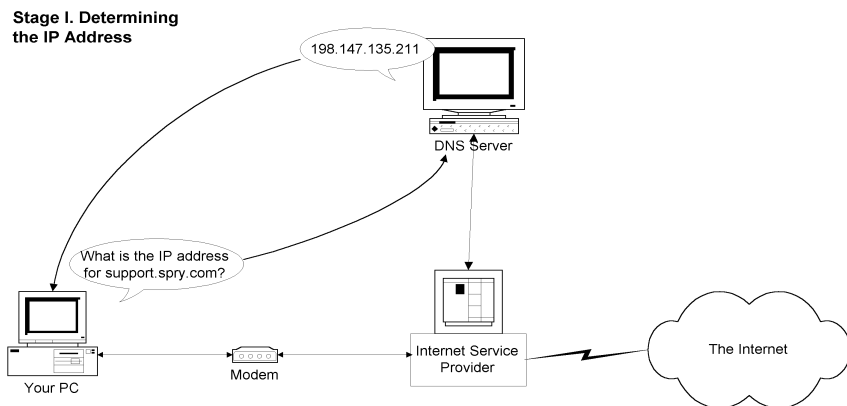 Stage I. Determining
the IP Address
198.147.135.211
DNS Server
What is the IP address
for support.spry.com?
Your PC
Modem
Internet Service
Provider
The Internet